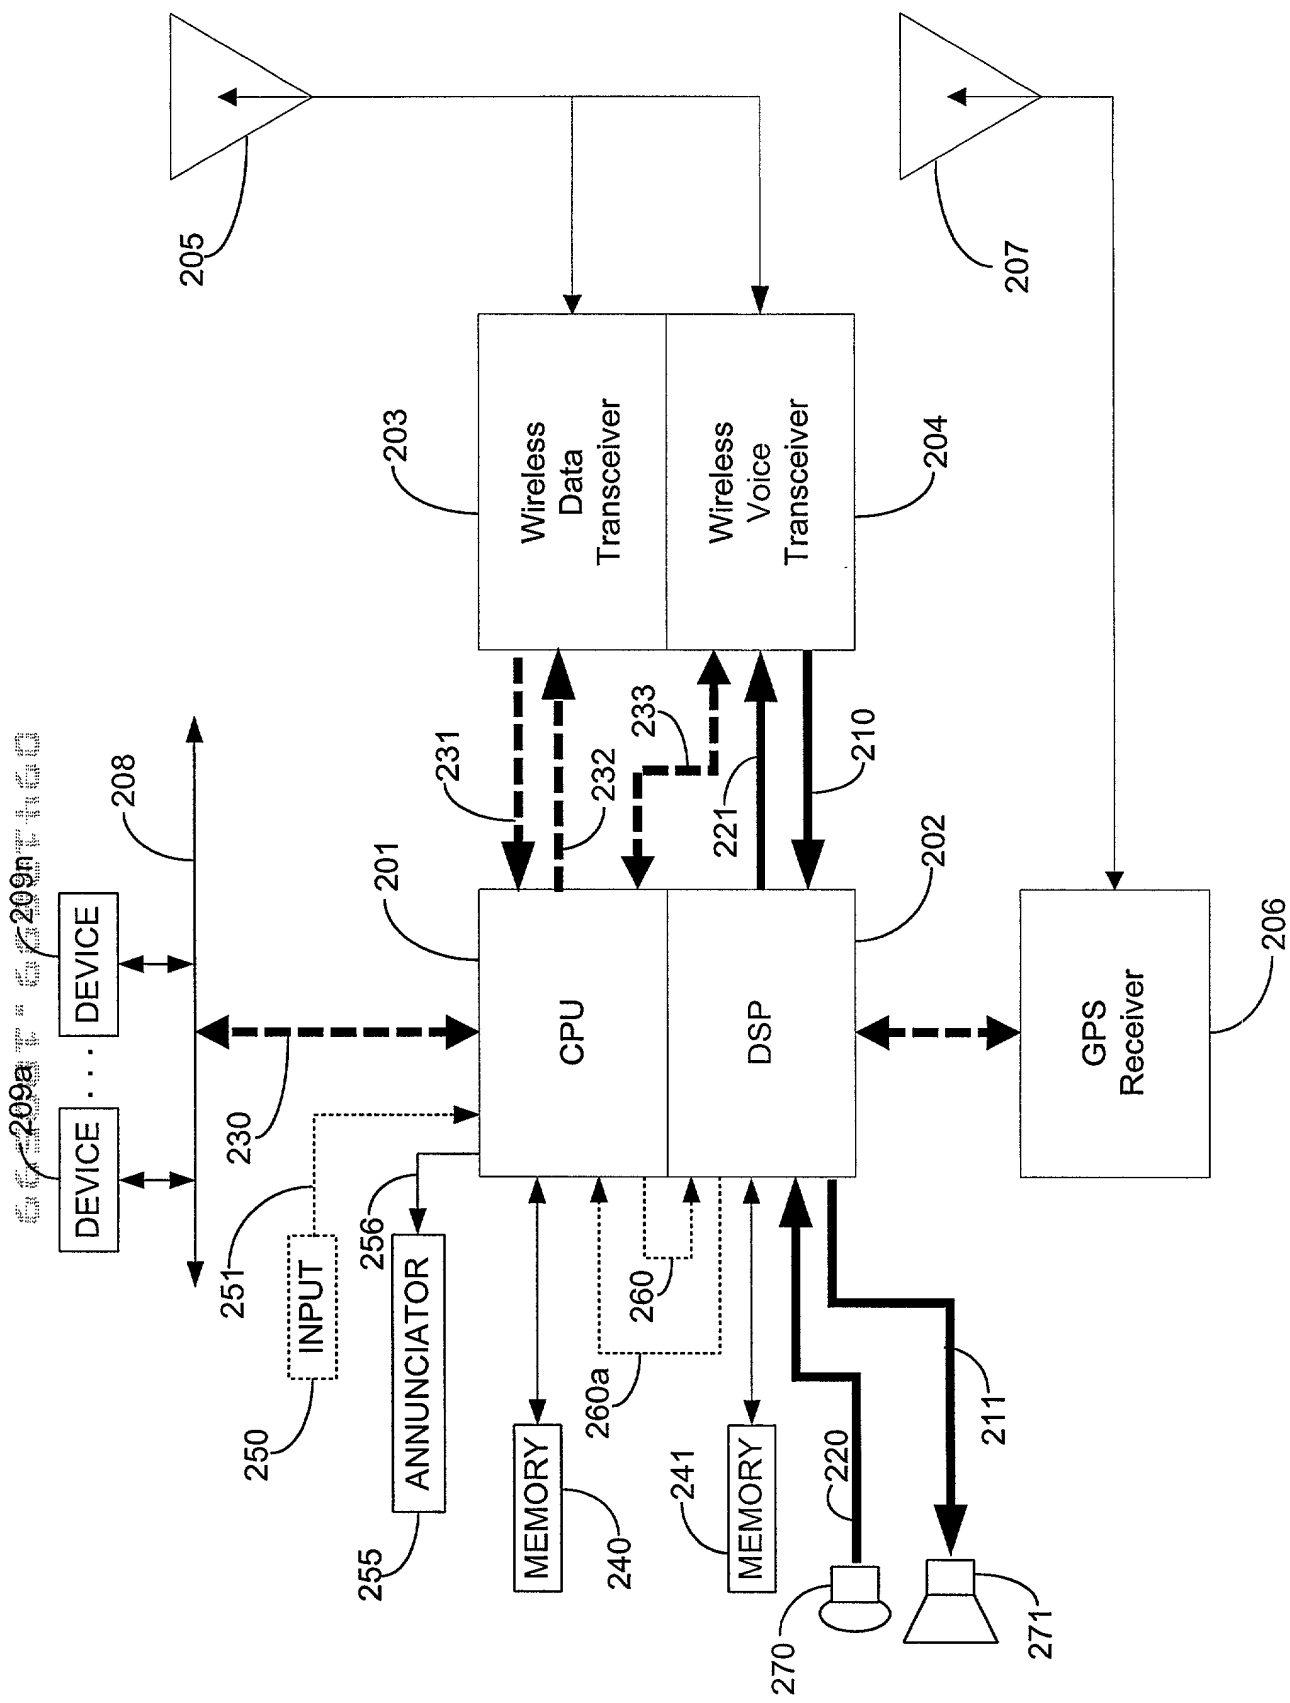 209a
209n
DEVICE
. . .
DEVICE
208
230
251
250
INPUT
256
255
ANNUNCIATOR
201
231
232
203
205
CPU
Wireless
Data
Transceiver
233
MEMORY
240
260
260a
241
MEMORY
DSP
221
210
Wireless
Voice
Transceiver
204
202
270
220
271
211
GPS
Receiver
206
207